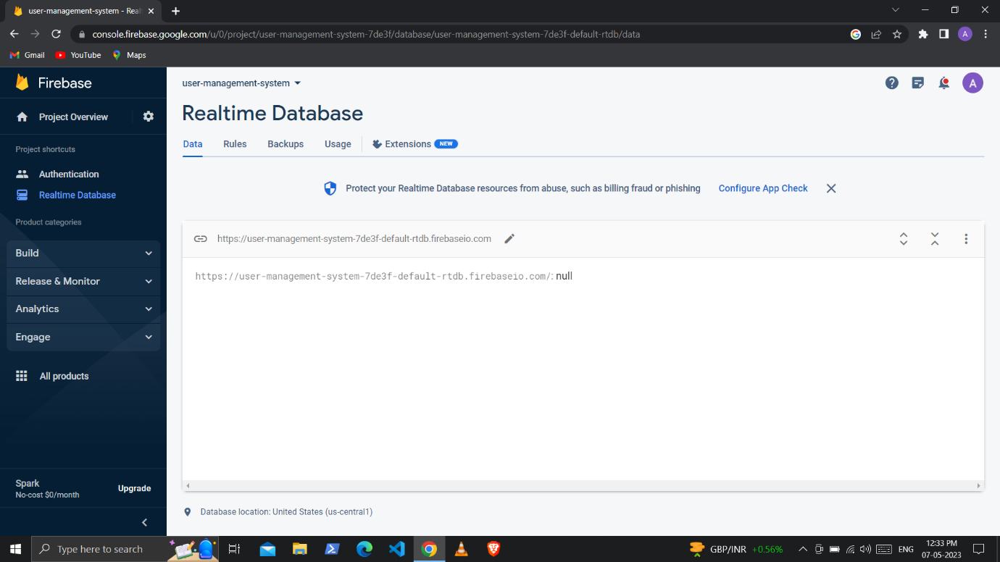 user-management-system - Realt
console.firebase.google.com/u/0/project/user-management-system-7de3f/database/user-management-system-7de3f-default-rtdb/data
A
Gmail
YouTube
Maps
Firebase
user-management-system
A
Project Overview
Realtime Database
Data
Rules
Backups
Usage
Extensions
NEW
Project shortcuts
Authentication
Realtime Database
Product categories
Build
Release & Monitor
Analytics
Engage
All products
Spark
No-cost $0/month
Upgrade
Protect your Realtime Database resources from abuse, such as billing fraud or phishing
Configure App Check
https://user-management-system-7de3f-default-rtdb.firebaseio.com
https://user-management-system-7de3f-default-rtdb.firebaseio.com/: null
Database location: United States (us-central1)
Type here to search
GBP/INR +0.56%
ENG
12:33 PM
07-05-2023